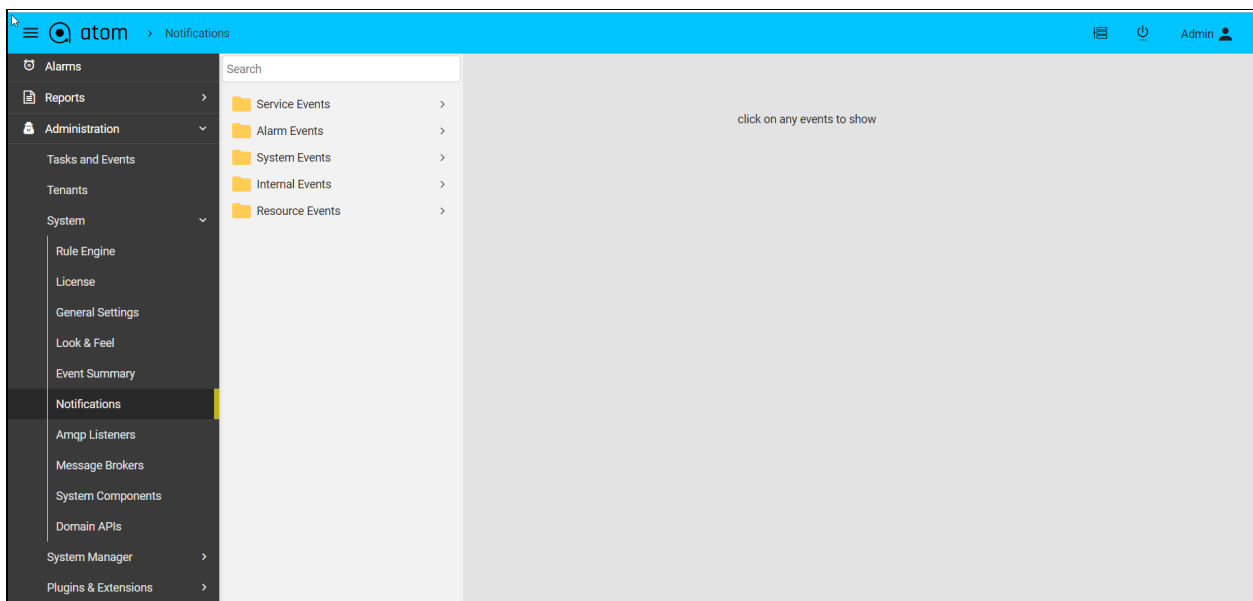 atom
Notifications
Admin
Alarms
Reports
Administration
Tasks and Events
Tenants
System
Rule Engine
License
General Settings
Look & Feel
Event Summary
Notifications
Amqp Listeners
Message Brokers
System Components
Domain APIs
System Manager
Plugins & Extensions
Search
Service Events
Alarm Events
System Events
Internal Events
Resource Events
click on any events to show